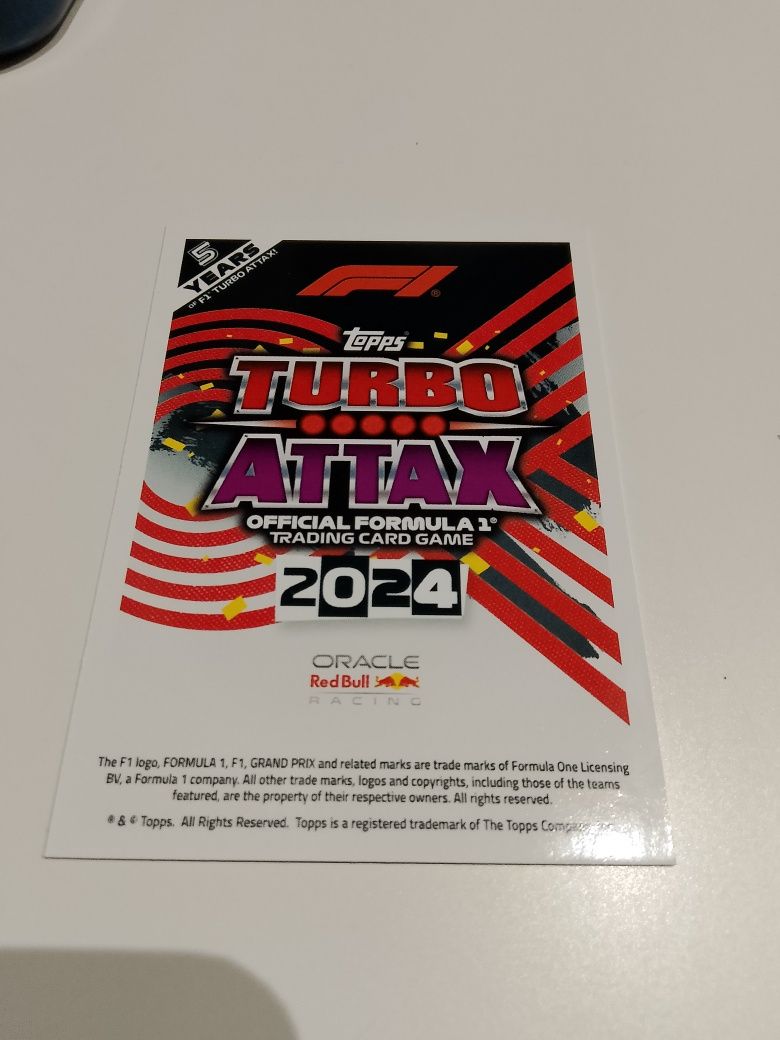 5
YEARS
OF F1 TURBO ATTAX!
F1®
Topps®
TURBO
ATTAX
OFFICIAL FORMULA 1®
TRADING CARD GAME
2024
ORACLE
Red Bull
RACING
The F1 logo, FORMULA 1, F1, GRAND PRIX and related marks are trade marks of Formula One Licensing
BV, a Formula 1 company. All other trade marks, logos and copyrights, including those of the teams
featured, are the property of their respective owners. All rights reserved.
® & © Topps. All Rights Reserved. Topps is a registered trademark of The Topps